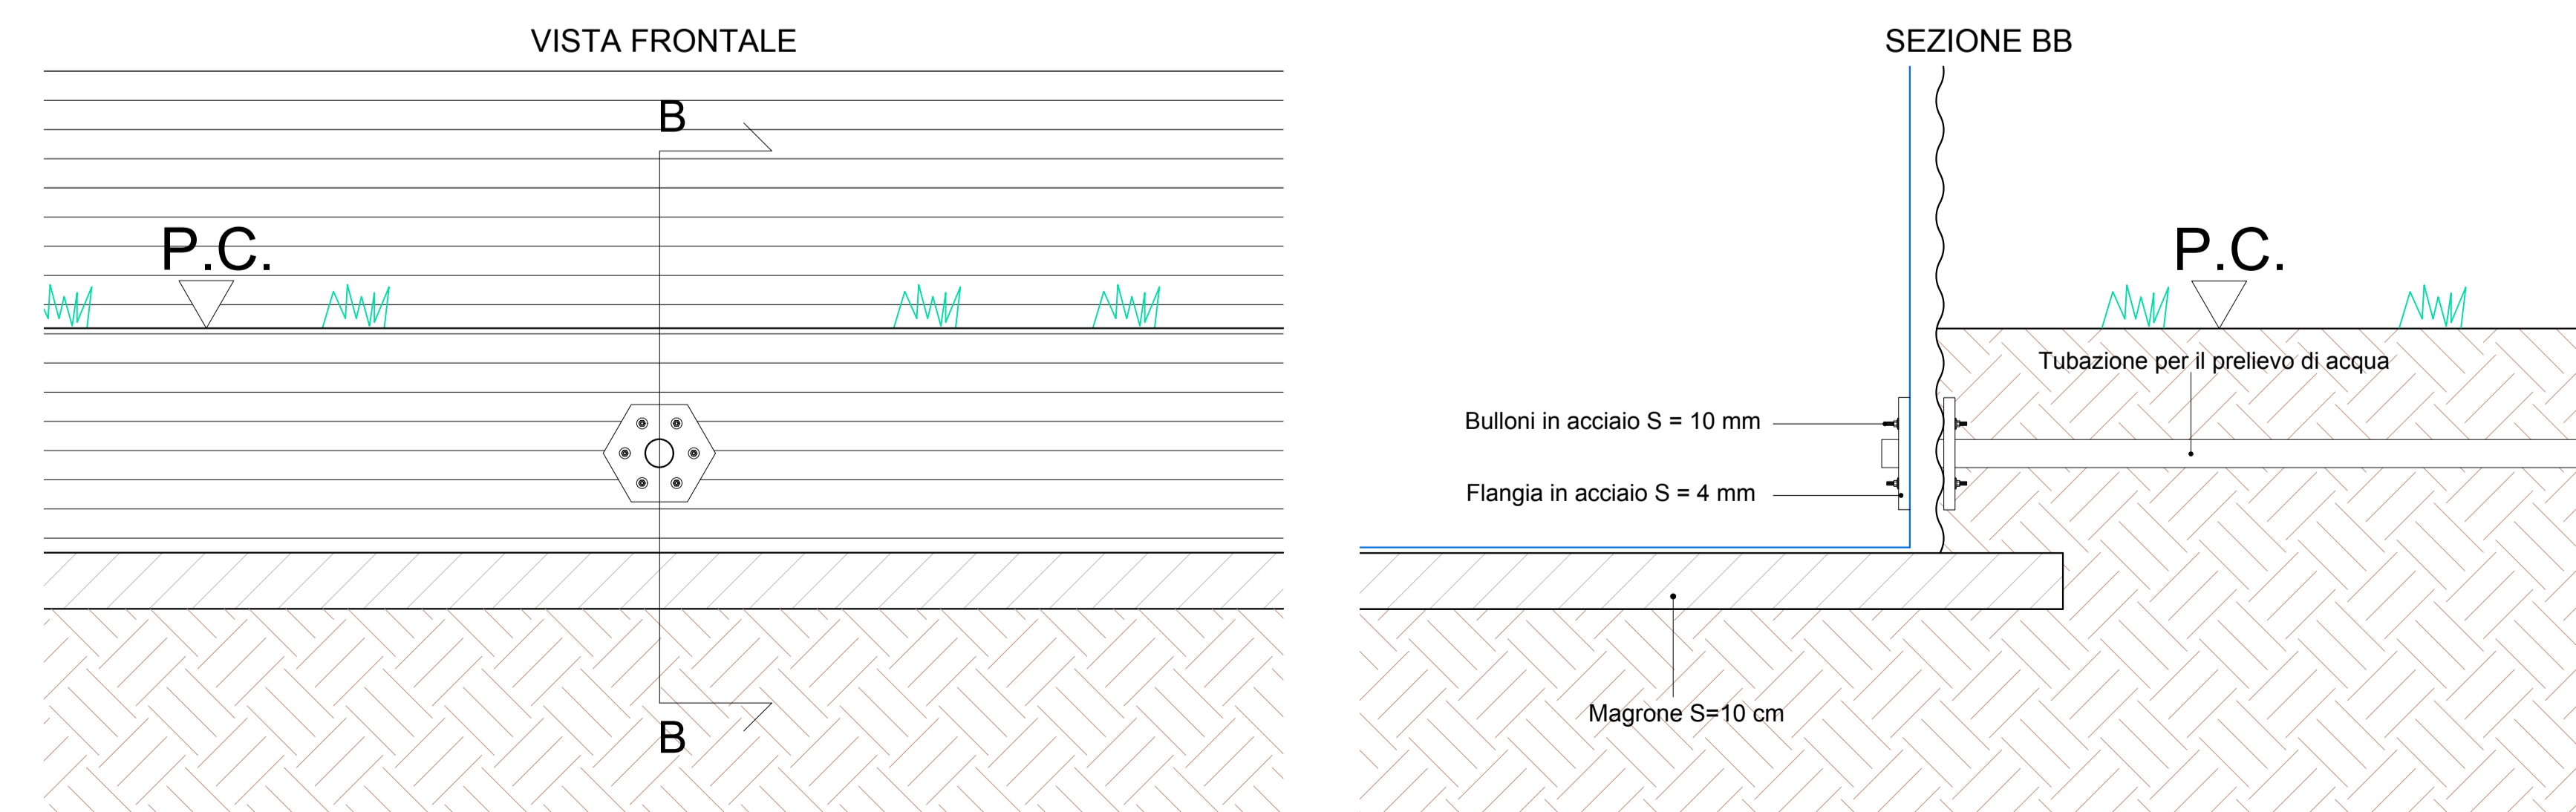 VISTA FRONTALE
B
P.C.
B
SEZIONE BB
P.C.
Tubazione per il prelievo di acqua
Bulloni in acciaio S = 10 mm
Flangia in acciaio S = 4 mm
Magrone S=10 cm